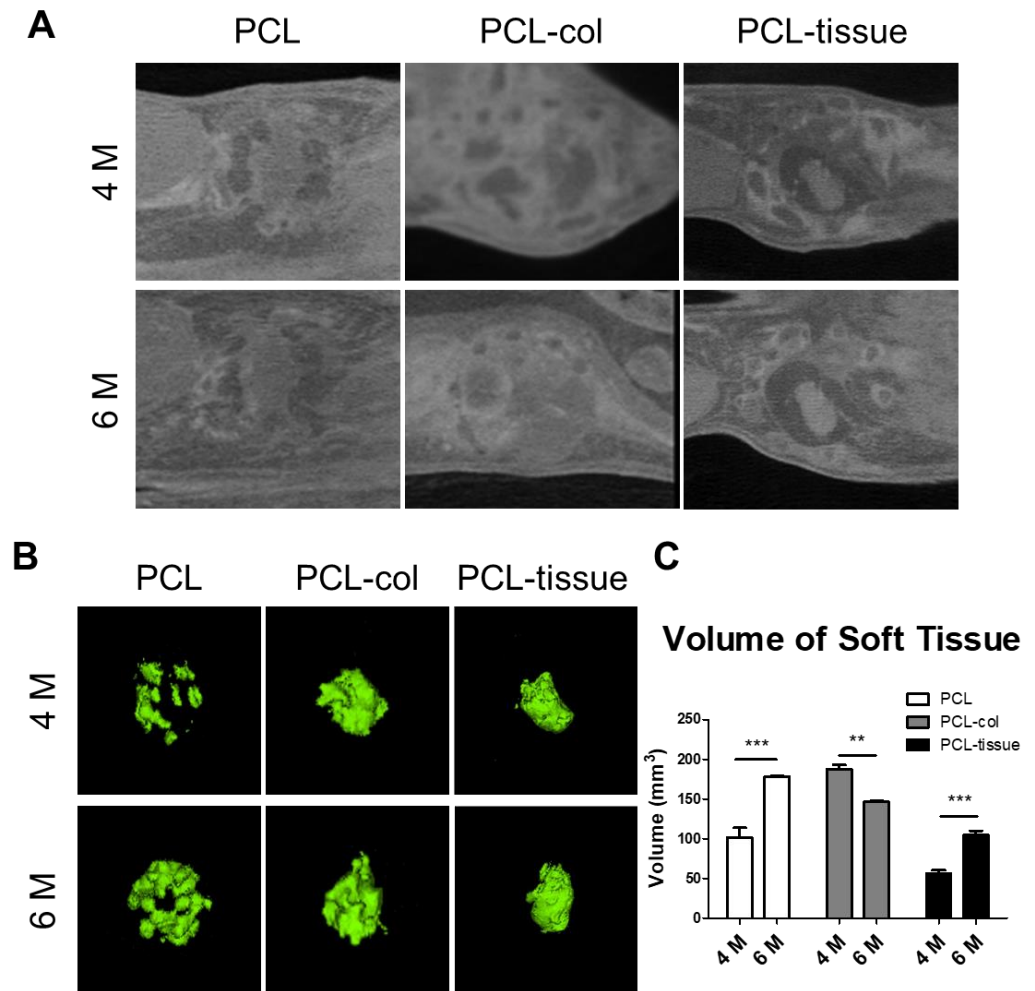 A
PCL PCL-col PCL-tissue
4 M
6 M
B
PCL PCL-col PCL-tissue
4 M
6 M
C
Volume of Soft Tissue
PCL
PCL-col
PCL-tissue
Volume (mm³)
250
200
150
100
50
0
*** ** ***
4 M 6 M 4 M 6 M 4 M 6 M